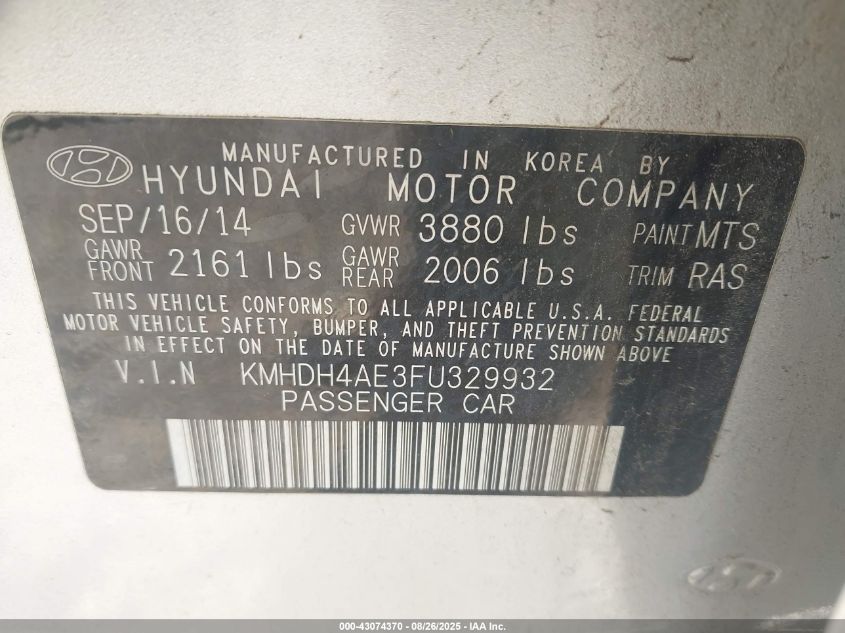 MANUFACTURED IN KOREA BY
HYUNDAI MOTOR COMPANY
SEP/16/14 GVWR 3880 lbs PAINT MTS
GAWR FRONT 2161 lbs GAWR REAR 2006 lbs TRIM RAS
THIS VEHICLE CONFORMS TO ALL APPLICABLE U.S.A. FEDERAL
MOTOR VEHICLE SAFETY, BUMPER, AND THEFT PREVENTION STANDARDS
IN EFFECT ON THE DATE OF MANUFACTURE SHOWN ABOVE
V.I.N KMHDH4AE3FU329932
PASSENGER CAR
000-43074370 - 08/26/2025 - IAA Inc.